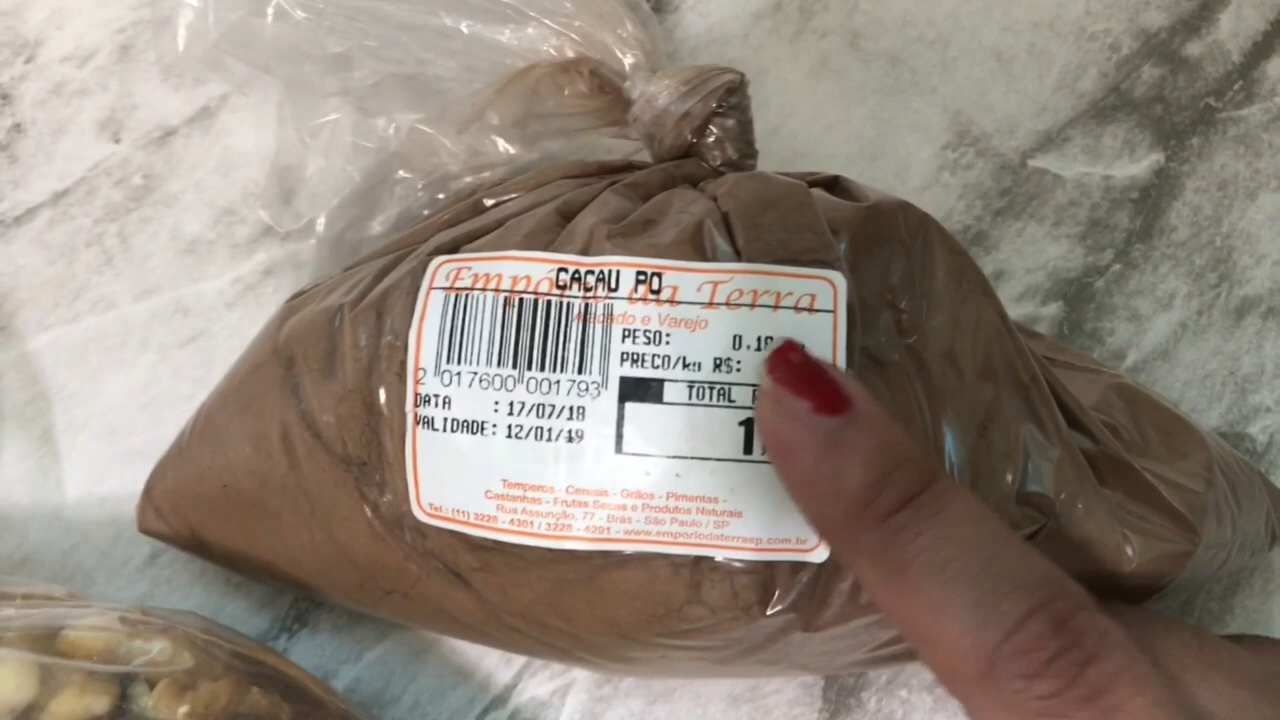 GACAU PO
Empório da Terra
Atacado e Varejo
PESO:
PRECO/kg R$:
TOTAL
2 017600 001793
DATA : 17/07/18
VALIDADE: 12/01/19
Temperos - Cereais - Grãos - Pimentas -
Castanhas - Frutas Secas e Produtos Naturais
Rua Assunção, 77 - Brás - São Paulo / SP
Tel.: (11) 3228 - 4301 / 3228 - 4291 - www.emporiodaterrasp.com.br